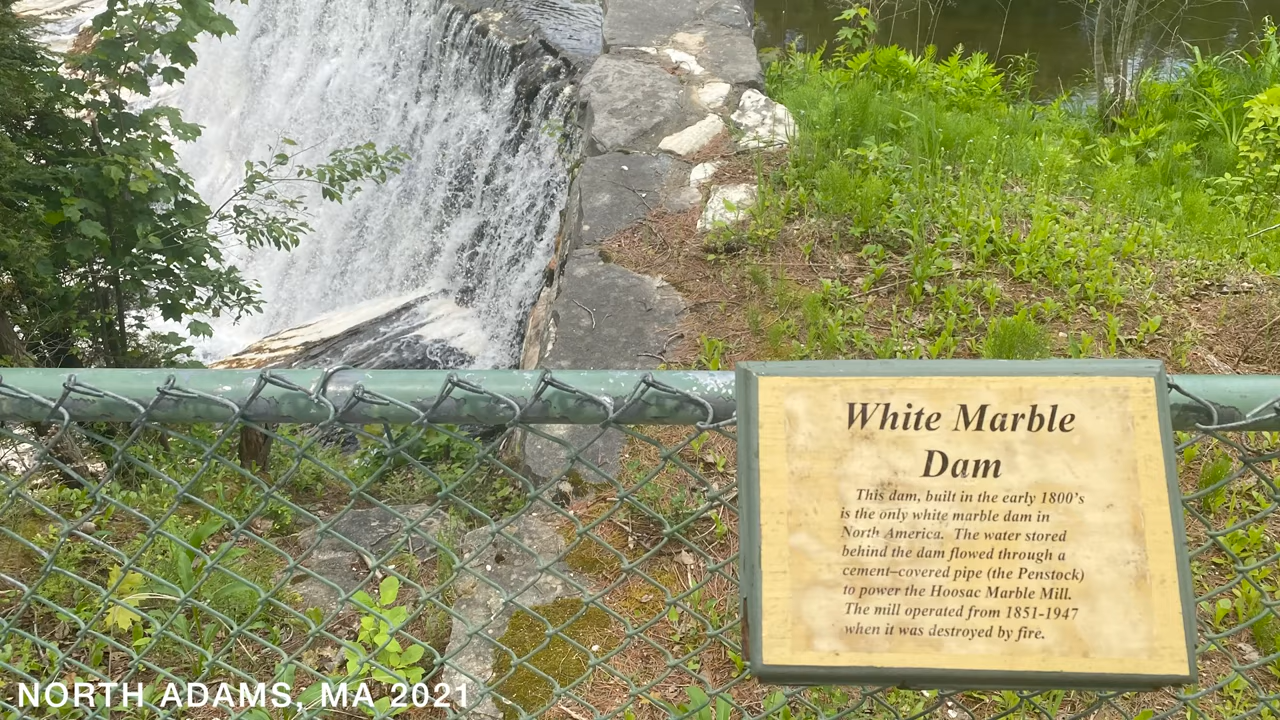 White Marble
Dam
This dam, built in the early 1800's
is the only white marble dam in
North America. The water stored
behind the dam flowed through a
cement-covered pipe (the Penstock)
to power the Hoosac Marble Mill.
The mill operated from 1851-1947
when it was destroyed by fire.
NORTH ADAMS, MA 2021